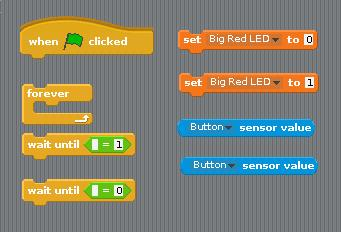 when clicked
forever
wait until = 1
wait until = 0
set Big Red LED to 0
set Big Red LED to 1
Button sensor value
Button sensor value